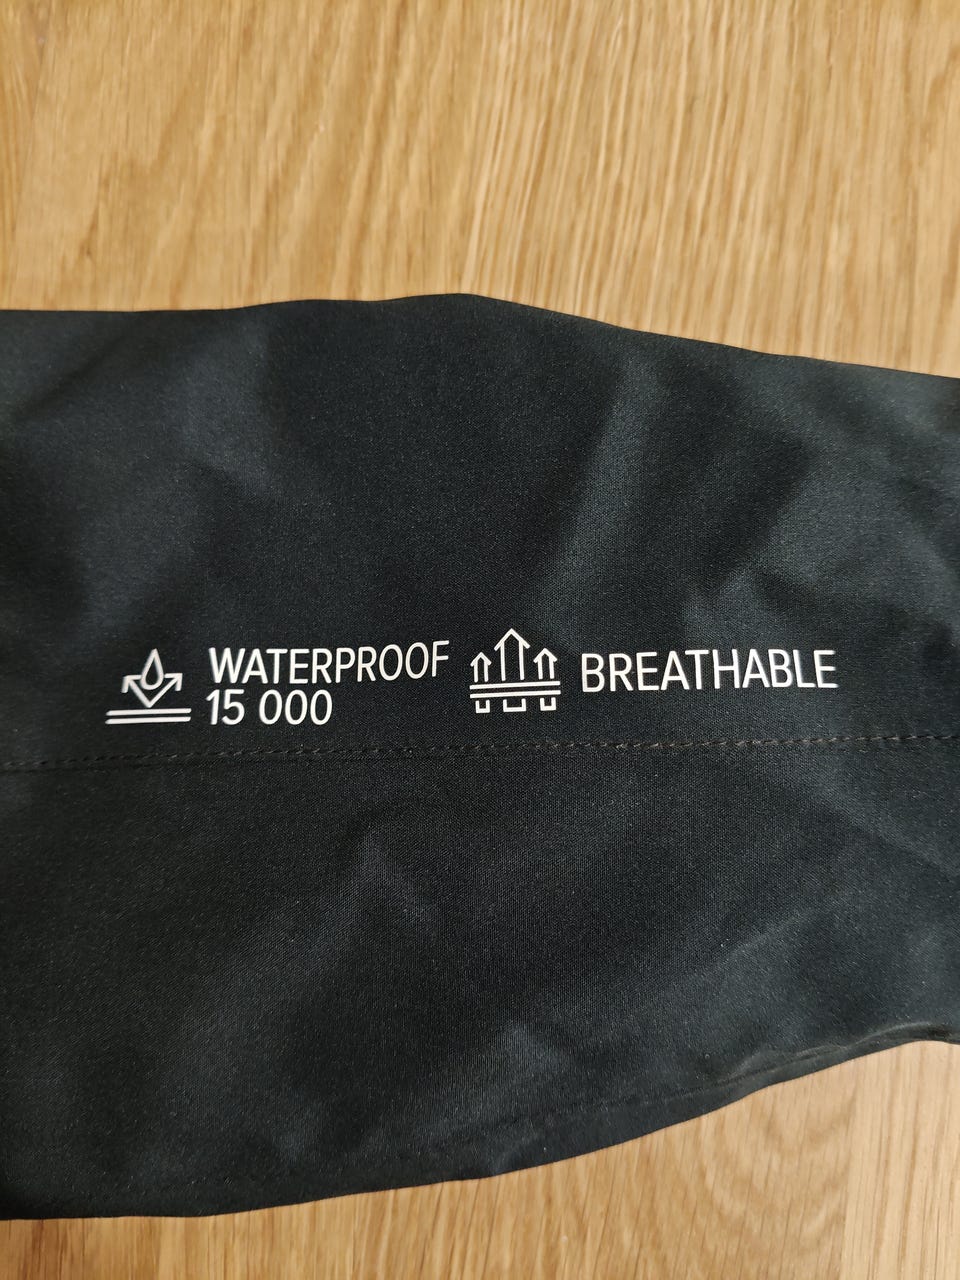 WATERPROOF
15 000
BREATHABLE